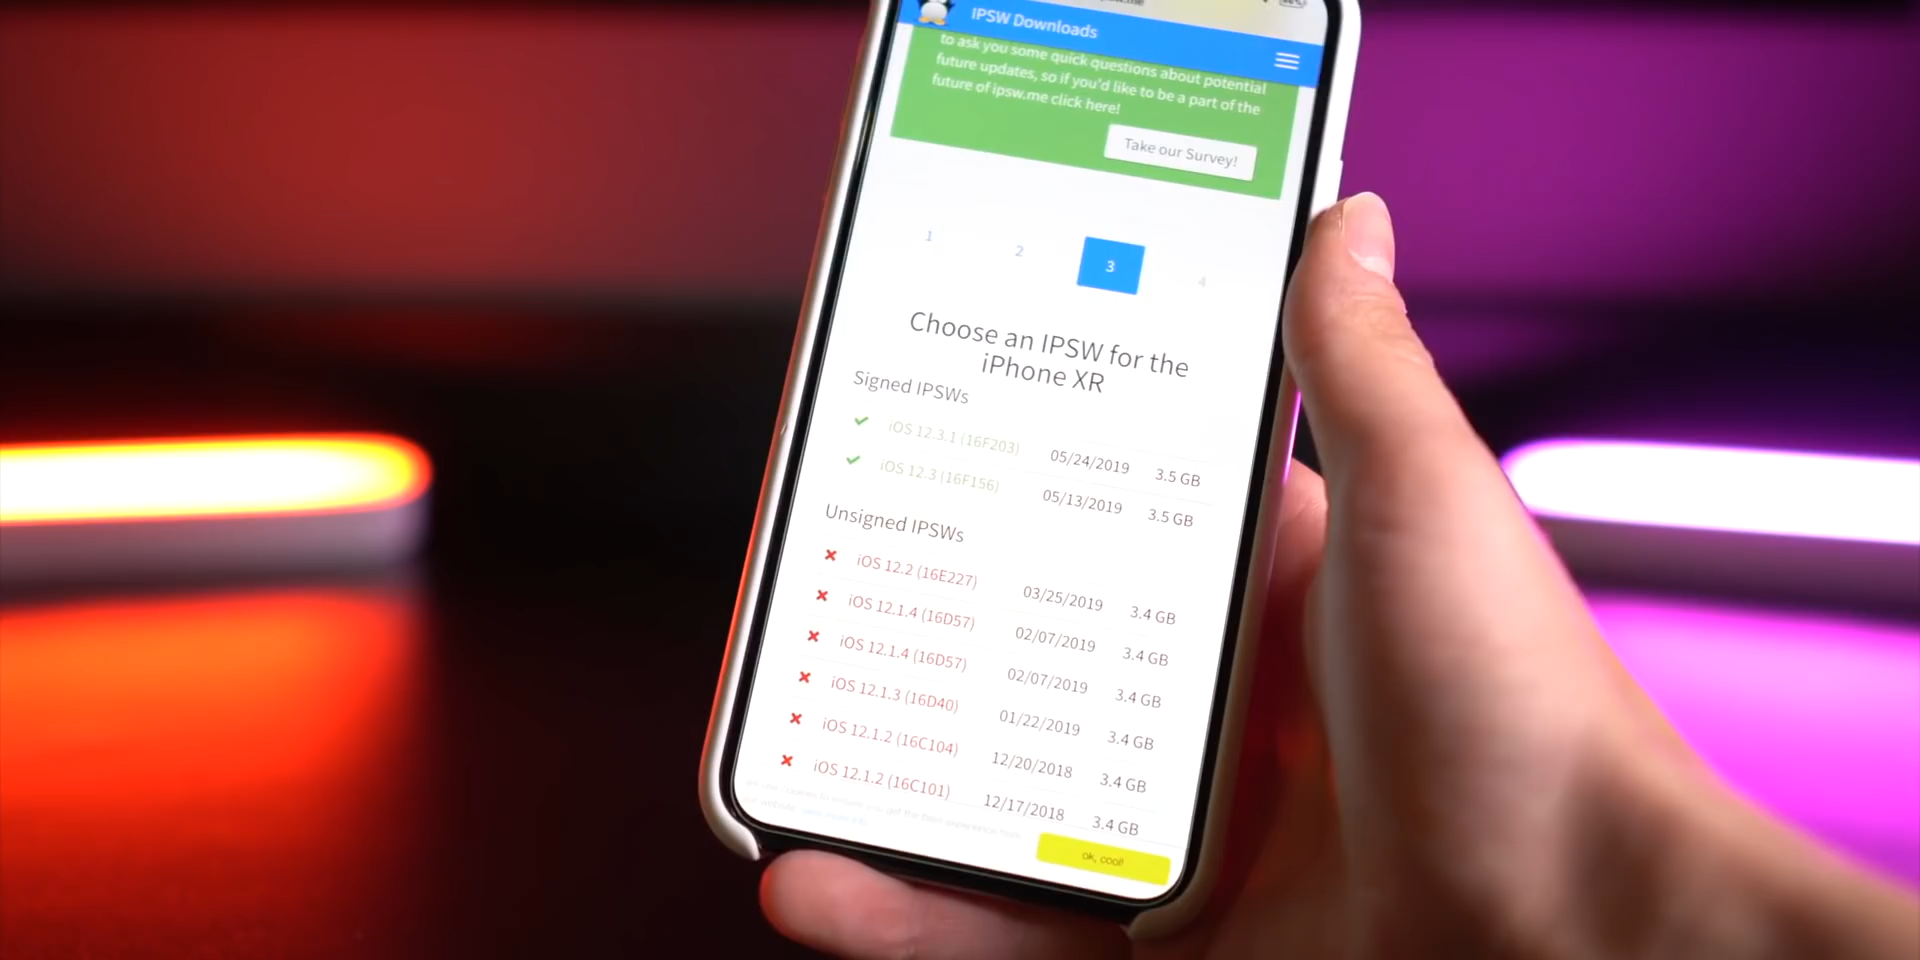 IPSW Downloads
to ask you some quick questions about potential
future updates, so if you'd like to be a part of the
future of ipsw.me click here!
Take our Survey!
1 2 3 4
Choose an IPSW for the
iPhone XR
Signed IPSWs
iOS 12.3.1 (16F203) 05/24/2019 3.5 GB
iOS 12.3 (16F156) 05/13/2019 3.5 GB
Unsigned IPSWs
iOS 12.2 (16E227) 03/25/2019 3.4 GB
iOS 12.1.4 (16D57) 02/07/2019 3.4 GB
iOS 12.1.4 (16D57) 02/07/2019 3.4 GB
iOS 12.1.3 (16D40) 01/22/2019 3.4 GB
iOS 12.1.2 (16C104) 12/20/2018 3.4 GB
iOS 12.1.2 (16C101) 12/17/2018 3.4 GB
ok, cool!